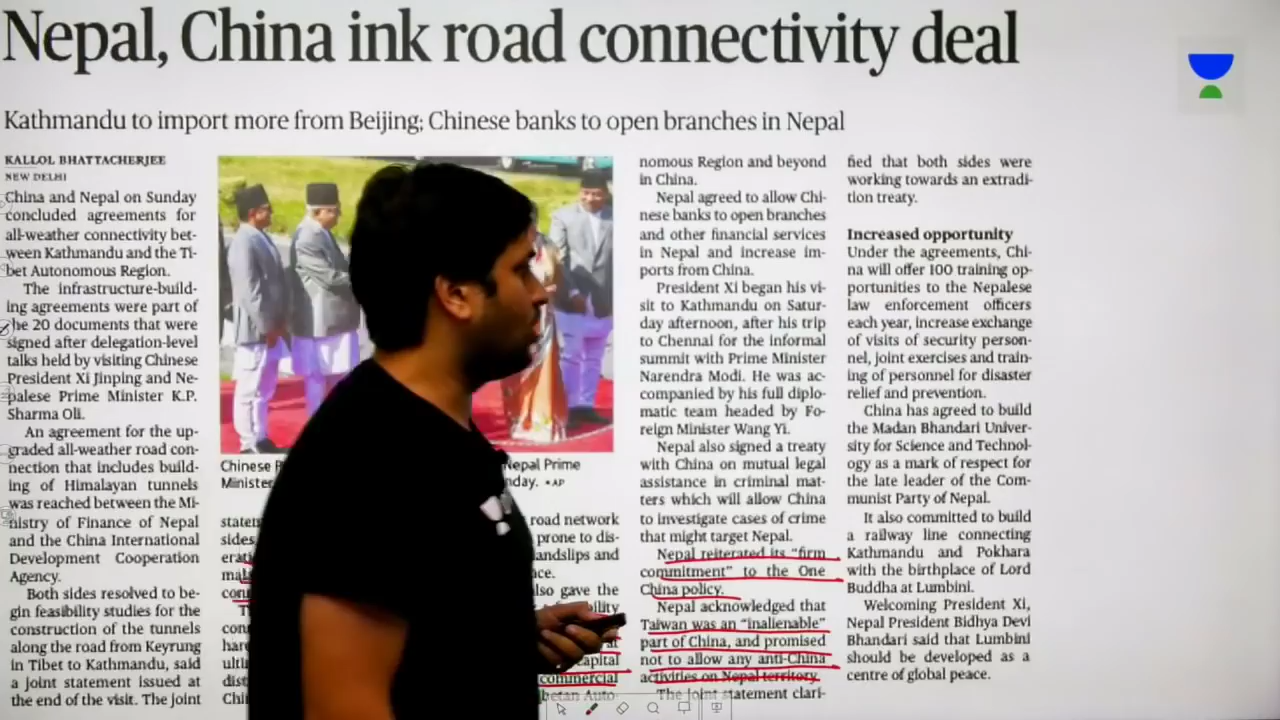 Nepal, China ink road connectivity deal
Kathmandu to import more from Beijing; Chinese banks to open branches in Nepal
KALLOL BHATTACHERJEE
NEW DELHI
China and Nepal on Sunday
concluded agreements for
all-weather connectivity bet-
ween Kathmandu and the Ti-
bet Autonomous Region.
The infrastructure-build-
ing agreements were part of
he 20 documents that were
signed after delegation-level
talks held by visiting Chinese
President Xi Jinping and Ne-
palese Prime Minister K.P.
Sharma Oli.
An agreement for the up-
graded all-weather road con-
nection that includes build-
ing of Himalayan tunnels
was reached between the Mi-
nistry of Finance of Nepal
and the China International
Development Cooperation
Agency.
Both sides resolved to be-
gin feasibility studies for the
construction of the tunnels
along the road from Keyrung
in Tibet to Kathmandu, said
a joint statement issued at
the end of the visit. The joint
Chinese
Nepal Prime
Minister
nday. • AP
road network
sides
prone to dis-
andslips and
also gave the
apital
commercial
betan Auto-
nomous Region and beyond
in China.
Nepal agreed to allow Chi-
nese banks to open branches
and other financial services
in Nepal and increase im-
ports from China.
President Xi began his vi-
sit to Kathmandu on Satur-
day afternoon, after his trip
to Chennai for the informal
summit with Prime Minister
Narendra Modi. He was ac-
companied by his full diplo-
matic team headed by Fo-
reign Minister Wang Yi.
Nepal also signed a treaty
with China on mutual legal
assistance in criminal mat-
ters which will allow China
to investigate cases of crime
that might target Nepal.
Nepal reiterated its “firm
commitment” to the One
China policy.
Nepal acknowledged that
Taiwan was an “inalienable”
part of China, and promised
not to allow any anti-China
activities on Nepal territory.
The joint statement clari-
fied that both sides were
working towards an extradi-
tion treaty.
Increased opportunity
Under the agreements, Chi-
na will offer 100 training op-
portunities to the Nepalese
law enforcement officers
each year, increase exchange
of visits of security person-
nel, joint exercises and train-
ing of personnel for disaster
relief and prevention.
China has agreed to build
the Madan Bhandari Univer-
sity for Science and Technol-
ogy as a mark of respect for
the late leader of the Com-
munist Party of Nepal.
It also committed to build
a railway line connecting
Kathmandu and Pokhara
with the birthplace of Lord
Buddha at Lumbini.
Welcoming President Xi,
Nepal President Bidhya Devi
Bhandari said that Lumbini
should be developed as a
centre of global peace.